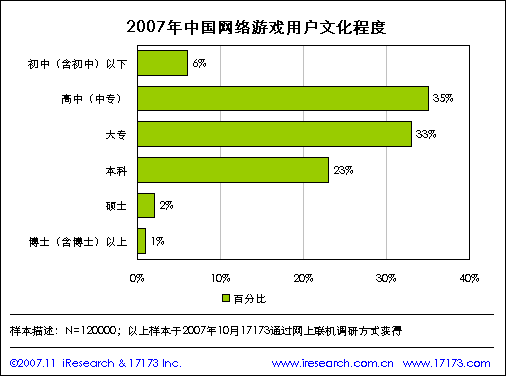 2007年中国网络游戏用户文化程度
初中（含初中）以下
6%
高中（中专）
35%
大专
33%
本科
23%
硕士
2%
博士（含博士）以上
1%
0% 10% 20% 30% 40%
百分比
样本描述：N=120000；以上样本于2007年10月17173通过网上联机调研方式获得
©2007.11 iResearch & 17173 Inc. www.iresearch.com.cn www.17173.com